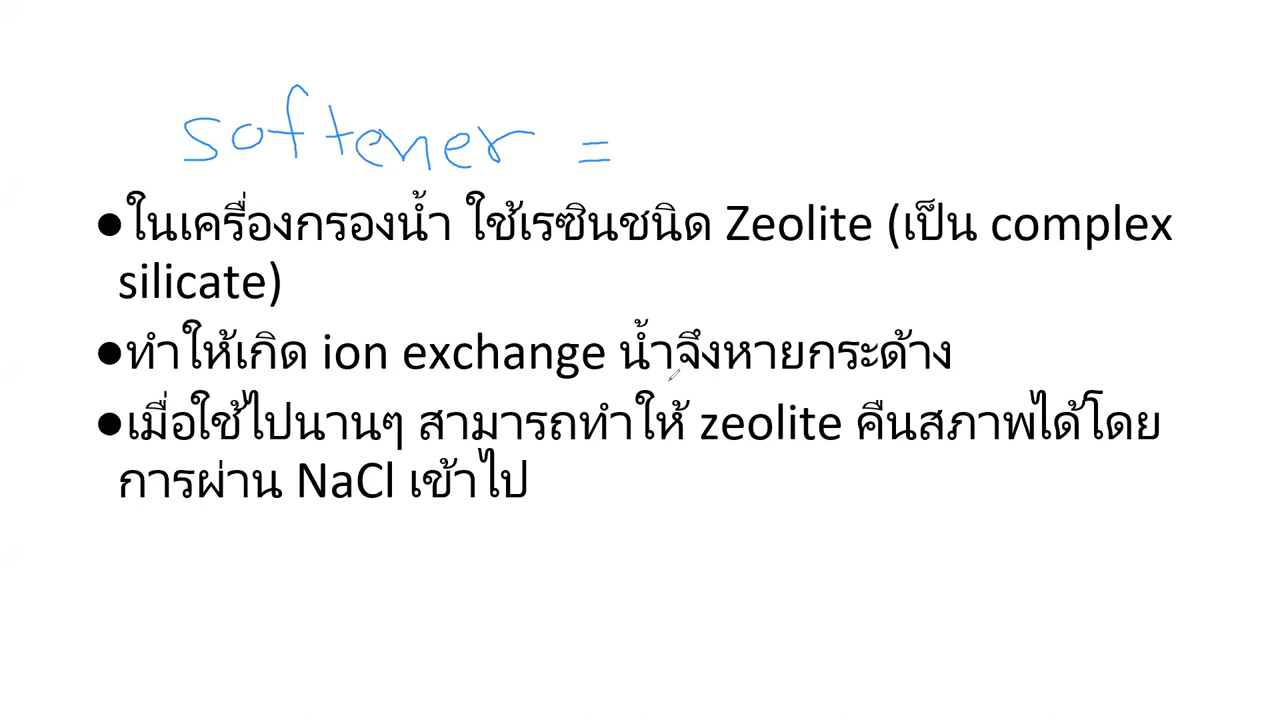 softener =
●ในเครื่องกรองน้ำ ใช้เรซินชนิด Zeolite (เป็น complex
silicate)
●ทำให้เกิด ion exchange น้ำจึงหายกระด้าง
●เมื่อใช้ไปนานๆ สามารถทำให้ zeolite คืนสภาพได้โดย
การผ่าน NaCl เข้าไป